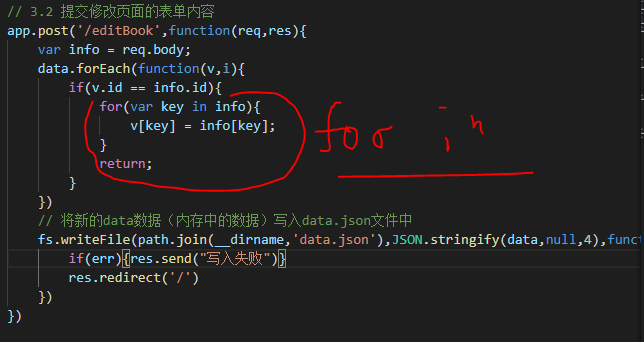 // 3.2 提交修改页面的表单内容
app.post('/editBook',function(req,res){
    var info = req.body;
    data.forEach(function(v,i){
        if(v.id == info.id){
            for(var key in info){
                v[key] = info[key];
            }
            return;
        }
    })
for in
    // 将新的data数据（内存中的数据）写入data.json文件中
    fs.writeFile(path.join(__dirname,'data.json'),JSON.stringify(data,null,4),funct
        if(err){res.send("写入失败")}
        res.redirect('/')
    })
})